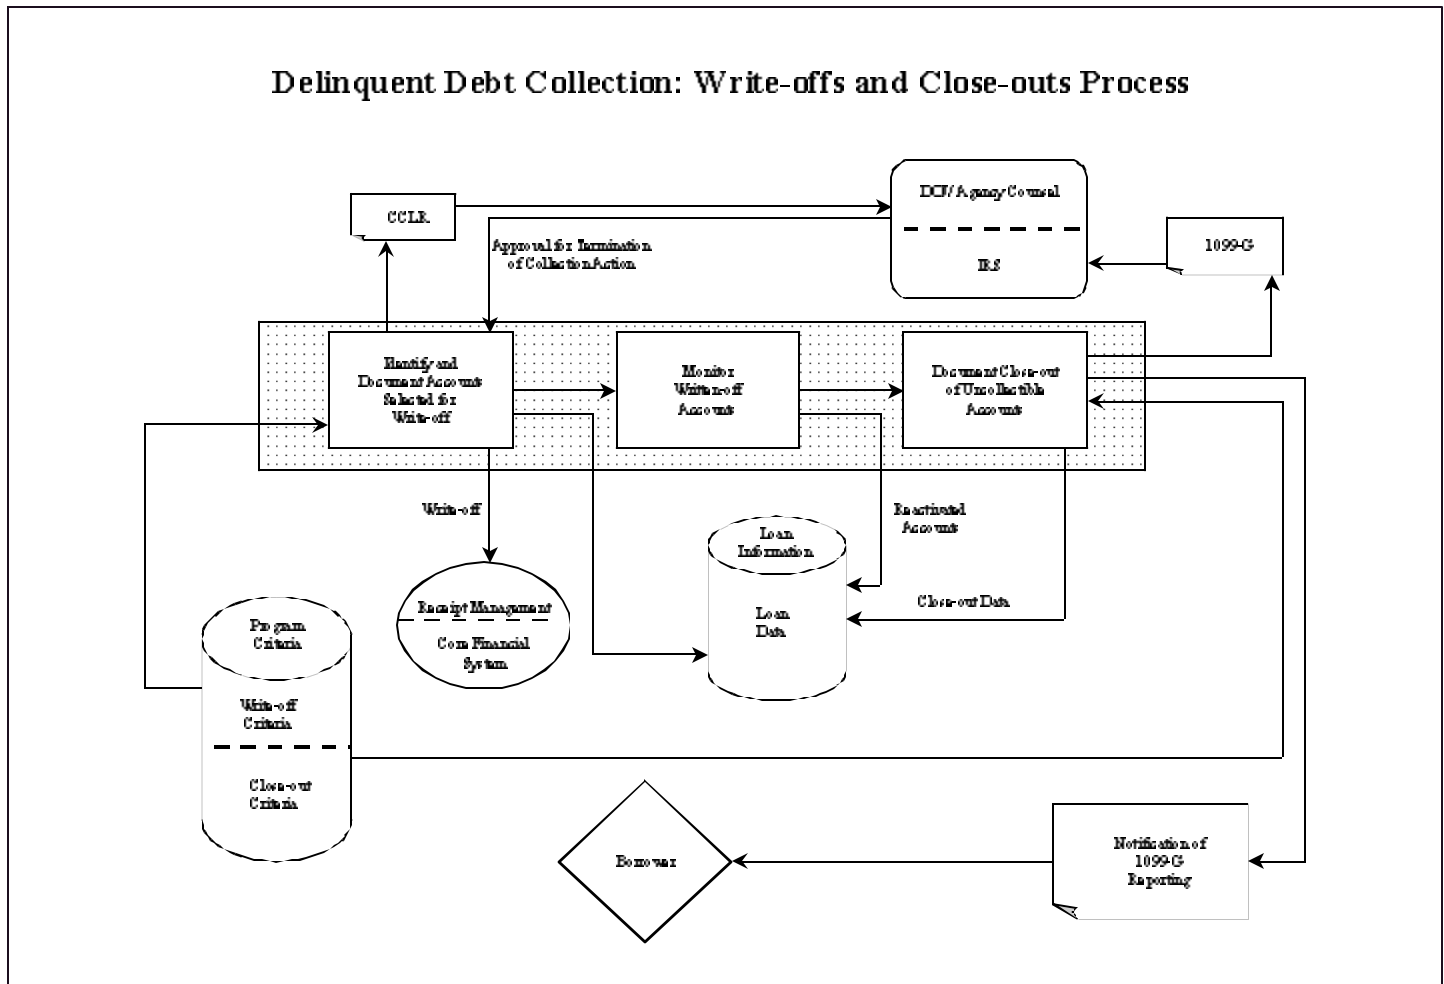 Delinquent Debt Collection: Write-offs and Close-outs Process
CCLR
DCF/ Agency Counsel
IRS
1099-G
Approval for Termination
of Collection Action
Identify and
Document Accounts
Selected for
Write-off
Monitor
Written-off
Accounts
Document Close-out
of Uncollectible
Accounts
Write-off
Reactivated
Accounts
Loan
Information
Loan
Data
Close-out Data
Receipt Management
Core Financial
System
Program
Criteria
Write-off
Criteria
Close-out
Criteria
Borrower
Notification of
1099-G
Reporting